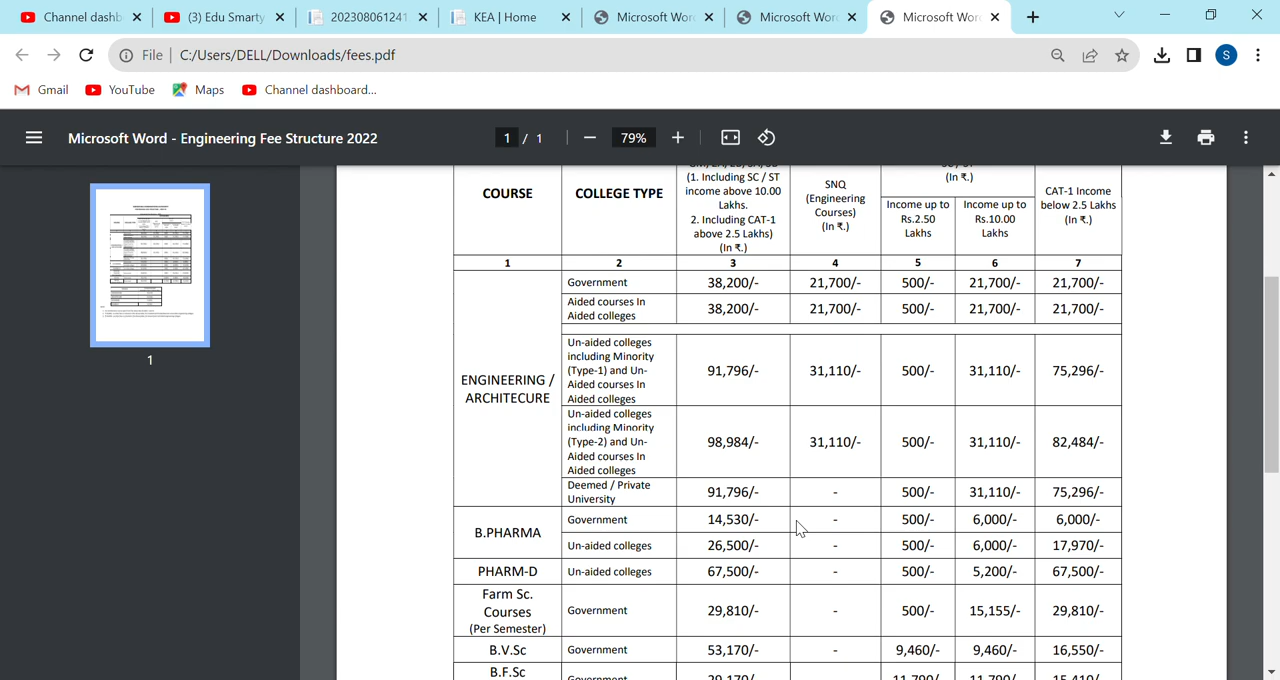 Channel dashb
(3) Edu Smarty
202308061241
KEA | Home
Microsoft Wor
Microsoft Wor
Microsoft Wor
File | C:/Users/DELL/Downloads/fees.pdf
S
Gmail YouTube Maps Channel dashboard...
Microsoft Word - Engineering Fee Structure 2022
1 / 1
79%
1
COURSE
COLLEGE TYPE
(1. Including SC / ST
income above 10.00
Lakhs.
2. Including CAT-1
above 2.5 Lakhs)
(In ₹.)
SNQ
(Engineering
Courses)
(In ₹.)
(In ₹.)
Income up to
Rs.2.50
Lakhs
Income up to
Rs.10.00
Lakhs
CAT-1 Income
below 2.5 Lakhs
(In ₹.)
1 2 3 4 5 6 7
ENGINEERING /
ARCHITECURE
Government 38,200/- 21,700/- 500/- 21,700/- 21,700/-
Aided courses In
Aided colleges
38,200/- 21,700/- 500/- 21,700/- 21,700/-
Un-aided colleges
including Minority
(Type-1) and Un-
Aided courses In
Aided colleges
91,796/- 31,110/- 500/- 31,110/- 75,296/-
Un-aided colleges
including Minority
(Type-2) and Un-
Aided courses In
Aided colleges
98,984/- 31,110/- 500/- 31,110/- 82,484/-
Deemed / Private
University
91,796/- - 500/- 31,110/- 75,296/-
B.PHARMA
Government 14,530/- - 500/- 6,000/- 6,000/-
Un-aided colleges 26,500/- - 500/- 6,000/- 17,970/-
PHARM-D Un-aided colleges 67,500/- - 500/- 5,200/- 67,500/-
Farm Sc.
Courses
(Per Semester)
Government 29,810/- - 500/- 15,155/- 29,810/-
B.V.Sc Government 53,170/- - 9,460/- 9,460/- 16,550/-
B.F.Sc Government 29,170/- 11,790/- 11,790/- 15,410/-